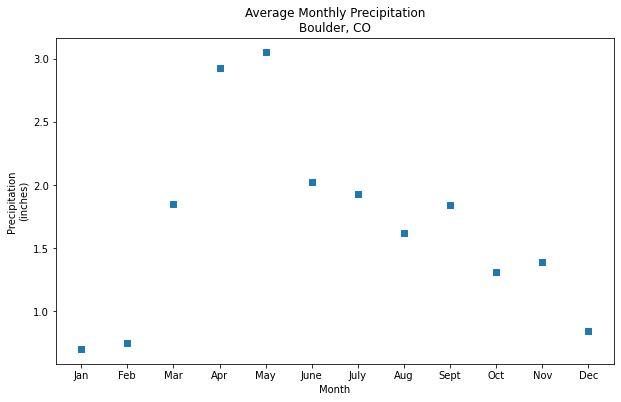 Average Monthly Precipitation
Boulder, CO
Precipitation
(inches)
3.0
2.5
2.0
1.5
1.0
Jan Feb Mar Apr May June July Aug Sept Oct Nov Dec
Month